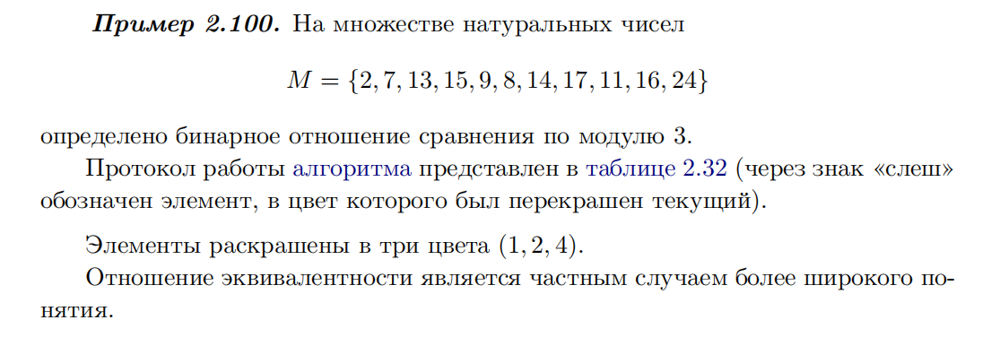 Пример 2.100. На множестве натуральных чисел
M = {2, 7, 13, 15, 9, 8, 14, 17, 11, 16, 24}
определено бинарное отношение сравнения по модулю 3.
Протокол работы алгоритма представлен в таблице 2.32 (через знак «слеш»
обозначен элемент, в цвет которого был перекрашен текущий).
Элементы раскрашены в три цвета (1, 2, 4).
Отношение эквивалентности является частным случаем более широкого по-
нятия.